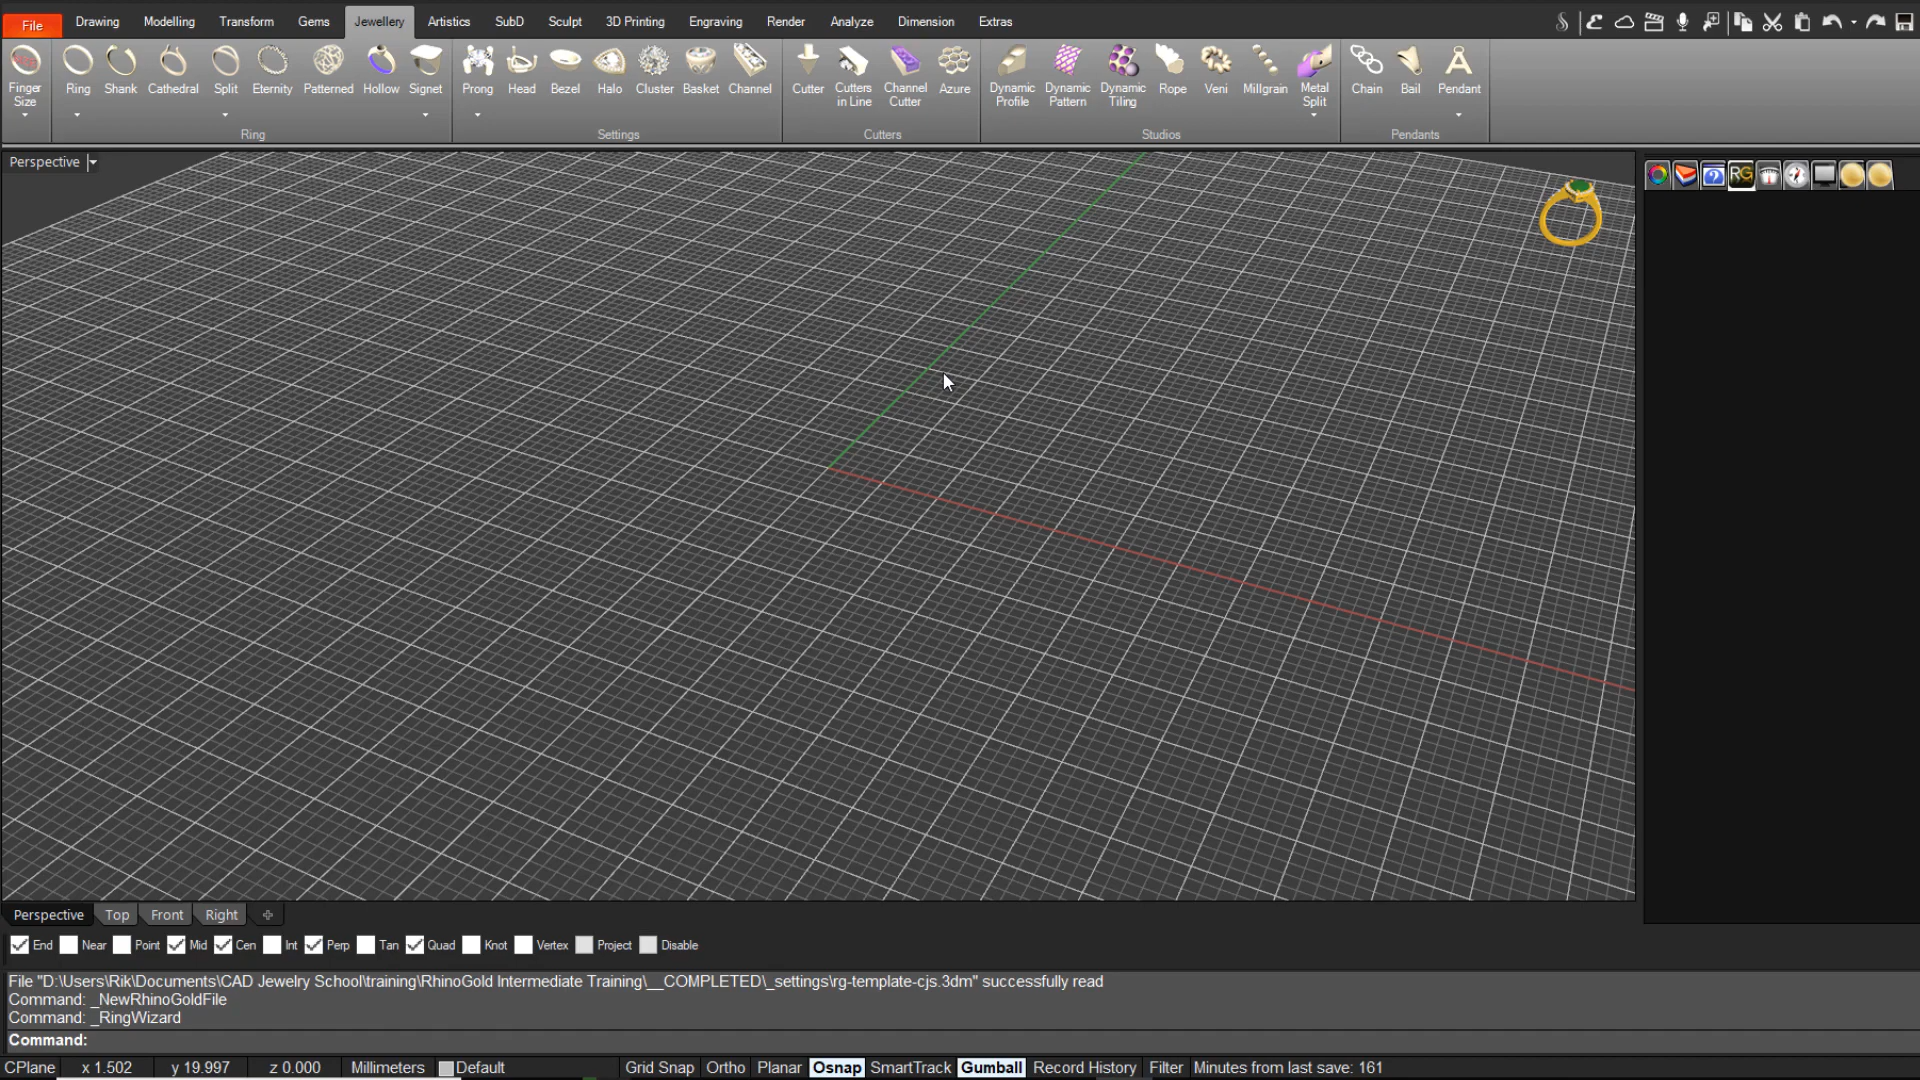 File
Drawing
Modelling
Transform
Gems
Jewellery
Artistics
SubD
Sculpt
3D Printing
Engraving
Render
Analyze
Dimension
Extras
Finger
Size
Ring
Shank
Cathedral
Split
Eternity
Patterned
Hollow
Signet
Prong
Head
Bezel
Halo
Cluster
Basket
Channel
Cutter
Cutters
in Line
Channel
Cutter
Azure
Dynamic
Profile
Dynamic
Pattern
Dynamic
Tiling
Rope
Veni
Millgrain
Metal
Split
Chain
Bail
Pendant
Ring
Settings
Cutters
Studios
Pendants
Perspective
RG
Perspective
Top
Front
Right
End
Near
Point
Mid
Cen
Int
Perp
Tan
Quad
Knot
Vertex
Project
Disable
File "D:\Users\Rik\Documents\CAD Jewelry School\training\RhinoGold Intermediate Training\__COMPLETED\_settings\rg-template-cjs.3dm" successfully read
Command: _NewRhinoGoldFile
Command: _RingWizard
Command:
CPlane x 1.502 y 19.997 z 0.000 Millimeters Default Grid Snap Ortho Planar Osnap SmartTrack Gumball Record History Filter Minutes from last save: 161